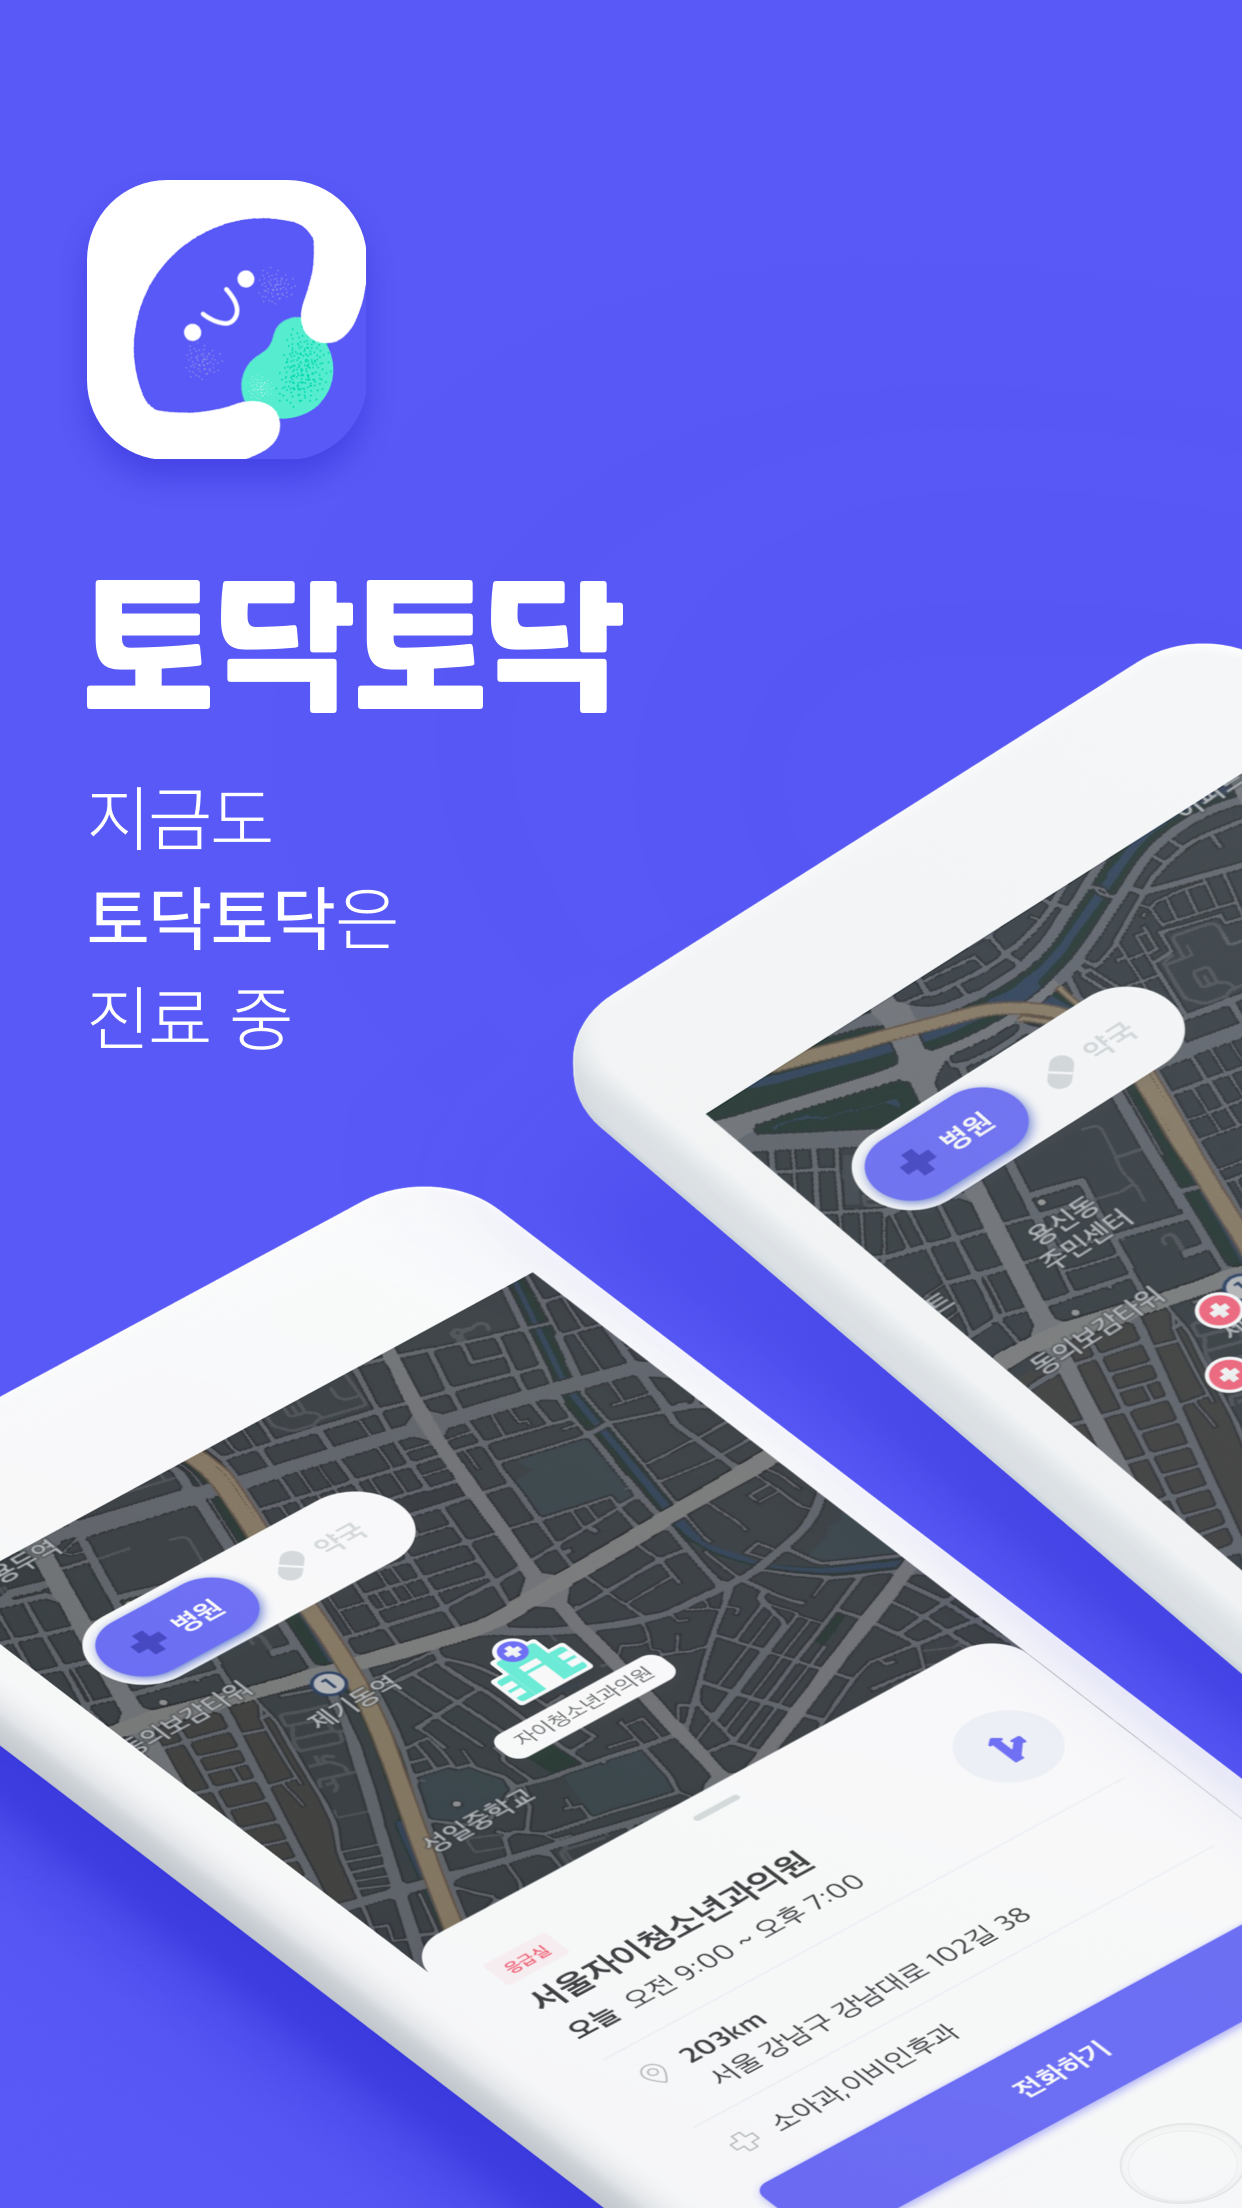 토닥토닥
지금도
토닥토닥은
진료 중
약국
병원
용신동
주민센터
동의보감타워
1
용두역
약국
병원
동의보감타워
1
제기동역
자이청소년과의원
성일중학교
응급실
서울자이청소년과의원
오늘 오전 9:00 ~ 오후 7:00
203km
서울 강남구 강남대로 102길 38
소아과,이비인후과
전화하기